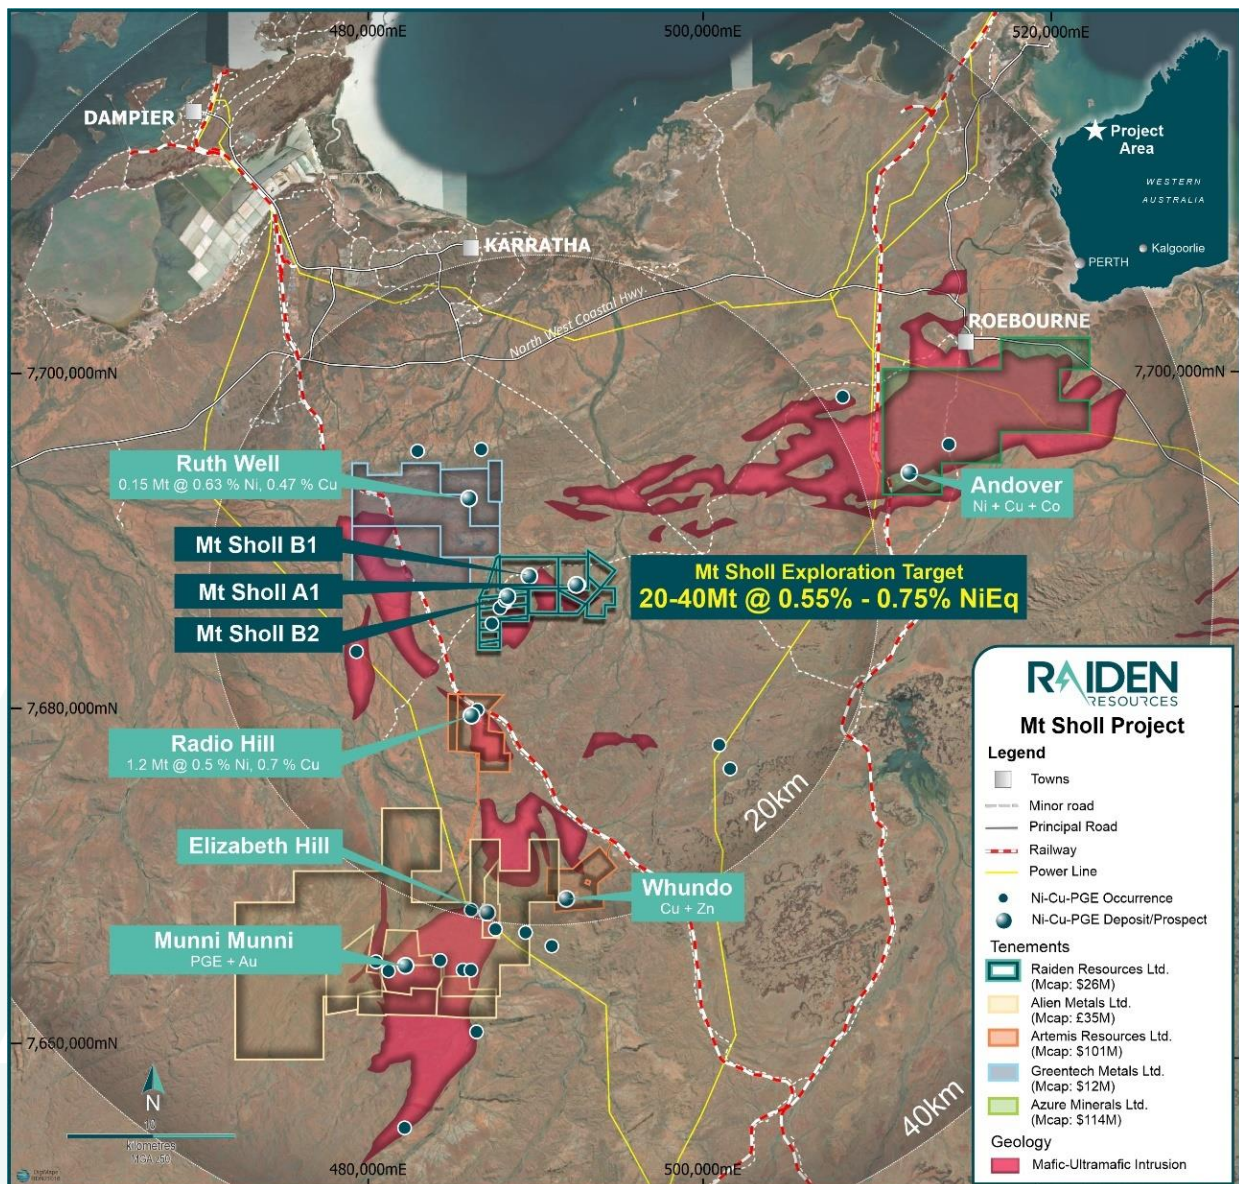 480,000mE
500,000mE
520,000mE
DAMPIER
KARRATHA
North West Coastal Hwy
ROEBOURNE
Project
Area
WESTERN
AUSTRALIA
Kalgoorlie
PERTH
7,700,000mN
7,700,000mN
Ruth Well
0.15 Mt @ 0.63 % Ni, 0.47 % Cu
Andover
Ni + Cu + Co
Mt Sholl B1
Mt Sholl A1
Mt Sholl B2
Mt Sholl Exploration Target
20-40Mt @ 0.55% - 0.75% NiEq
7,680,000mN
Radio Hill
1.2 Mt @ 0.5 % Ni, 0.7 % Cu
20km
Elizabeth Hill
Whundo
Cu + Zn
Munni Munni
PGE + Au
7,660,000mN
40km
N
10
kilometres
480,000mE
500,000mE
RAIDEN
RESOURCES
Mt Sholl Project
Legend
Towns
Minor road
Principal Road
Railway
Power Line
Ni-Cu-PGE Occurrence
Ni-Cu-PGE Deposit/Prospect
Tenements
Raiden Resources Ltd.
(Mcap: $26M)
Alien Metals Ltd.
(Mcap: £35M)
Artemis Resources Ltd.
(Mcap: $101M)
Greentech Metals Ltd.
(Mcap: $12M)
Azure Minerals Ltd.
(Mcap: $114M)
Geology
Mafic-Ultramafic Intrusion